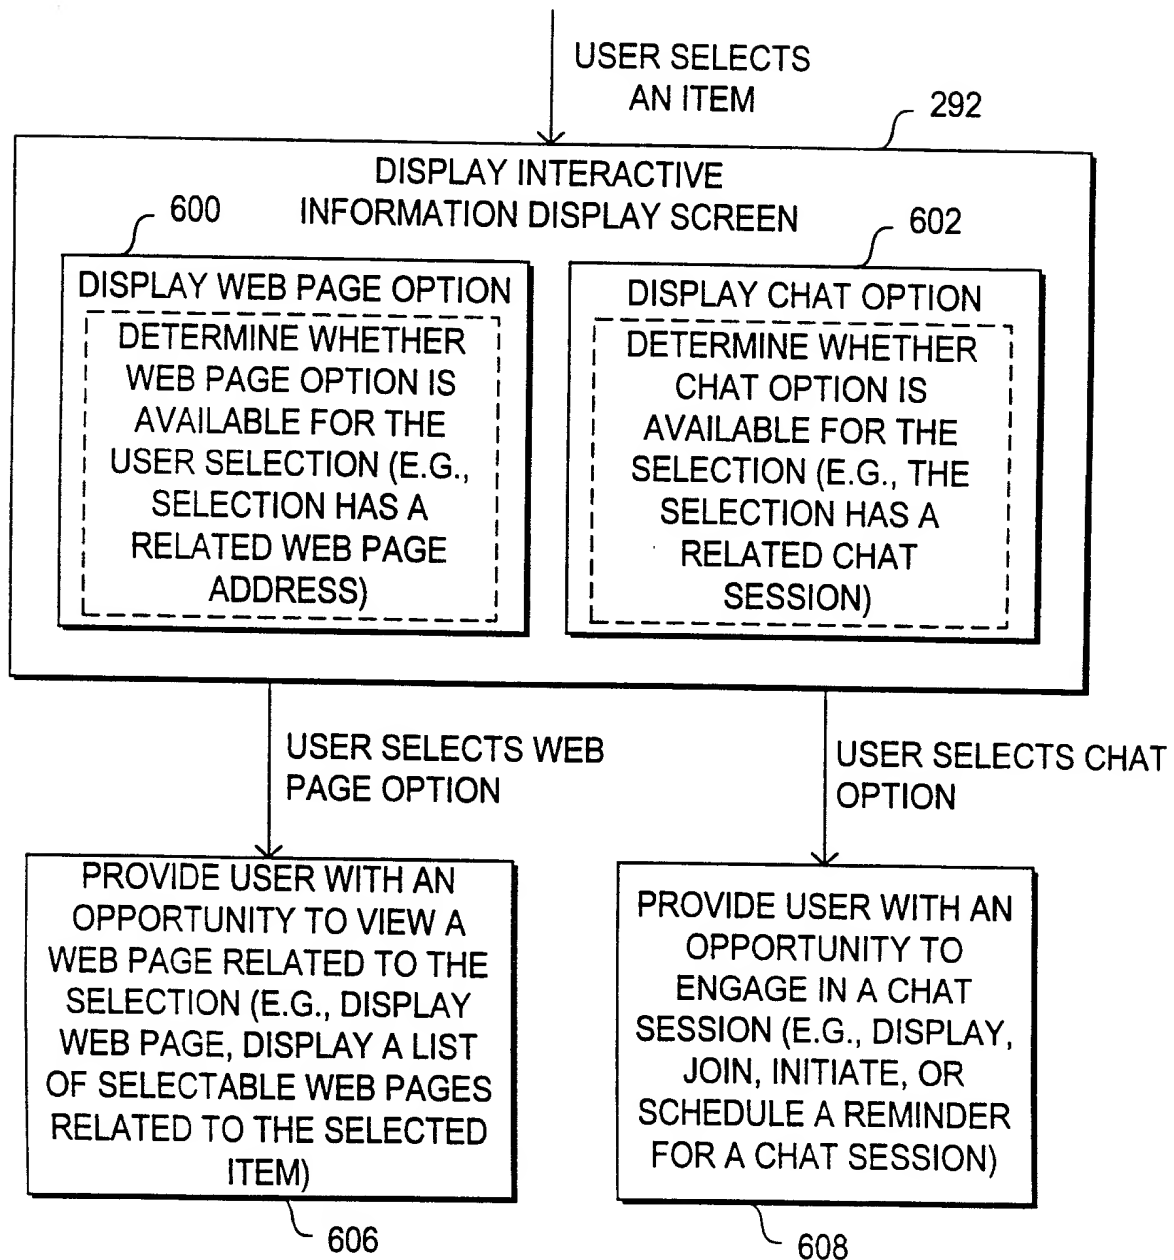 USER SELECTS
AN ITEM
292
DISPLAY INTERACTIVE
INFORMATION DISPLAY SCREEN
600
602
DISPLAY WEB PAGE OPTION
DETERMINE WHETHER
WEB PAGE OPTION IS
AVAILABLE FOR THE
USER SELECTION (E.G.,
SELECTION HAS A
RELATED WEB PAGE
ADDRESS)
DISPLAY CHAT OPTION
DETERMINE WHETHER
CHAT OPTION IS
AVAILABLE FOR THE
SELECTION (E.G., THE
SELECTION HAS A
RELATED CHAT
SESSION)
USER SELECTS WEB
PAGE OPTION
USER SELECTS CHAT
OPTION
PROVIDE USER WITH AN
OPPORTUNITY TO VIEW A
WEB PAGE RELATED TO THE
SELECTION (E.G., DISPLAY
WEB PAGE, DISPLAY A LIST
OF SELECTABLE WEB PAGES
RELATED TO THE SELECTED
ITEM)
606
PROVIDE USER WITH AN
OPPORTUNITY TO
ENGAGE IN A CHAT
SESSION (E.G., DISPLAY,
JOIN, INITIATE, OR
SCHEDULE A REMINDER
FOR A CHAT SESSION)
608